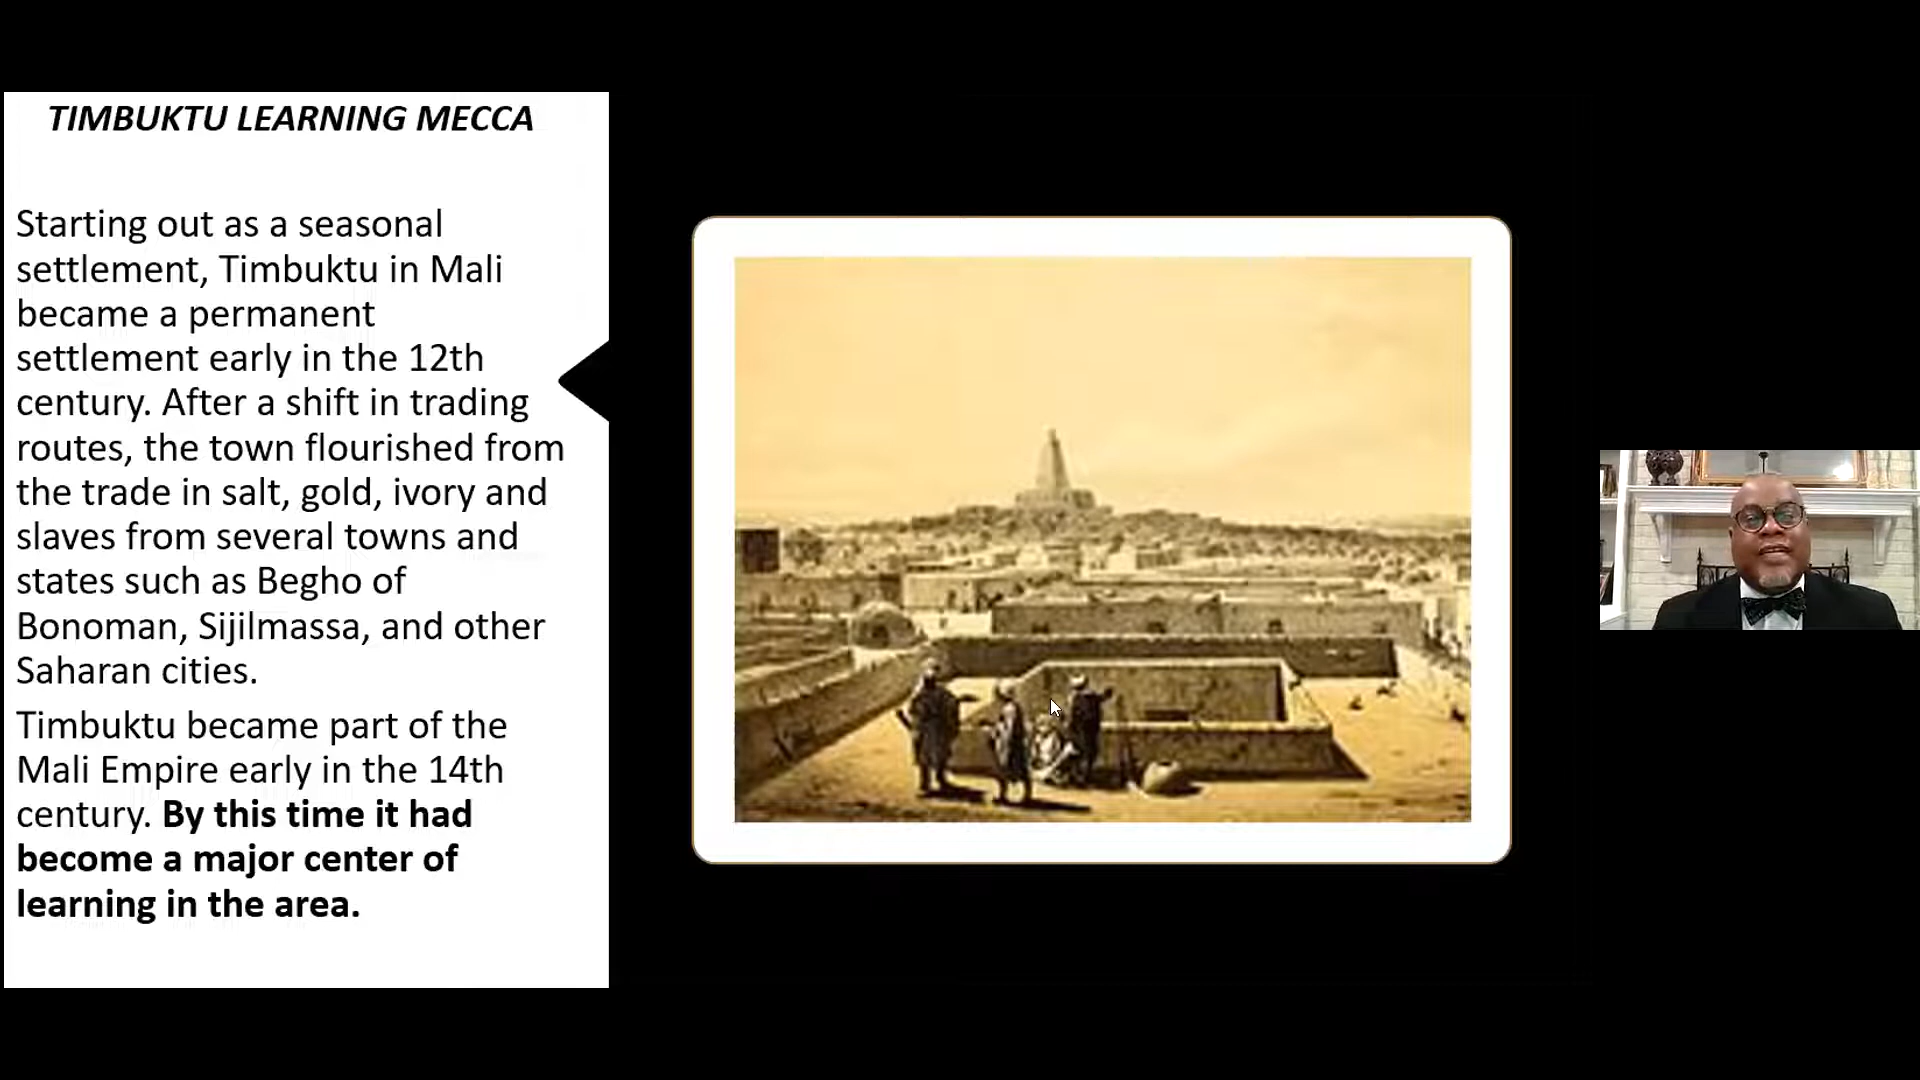 TIMBUKTU LEARNING MECCA
Starting out as a seasonal
settlement, Timbuktu in Mali
became a permanent
settlement early in the 12th
century. After a shift in trading
routes, the town flourished from
the trade in salt, gold, ivory and
slaves from several towns and
states such as Begho of
Bonoman, Sijilmassa, and other
Saharan cities.
Timbuktu became part of the
Mali Empire early in the 14th
century. By this time it had
become a major center of
learning in the area.